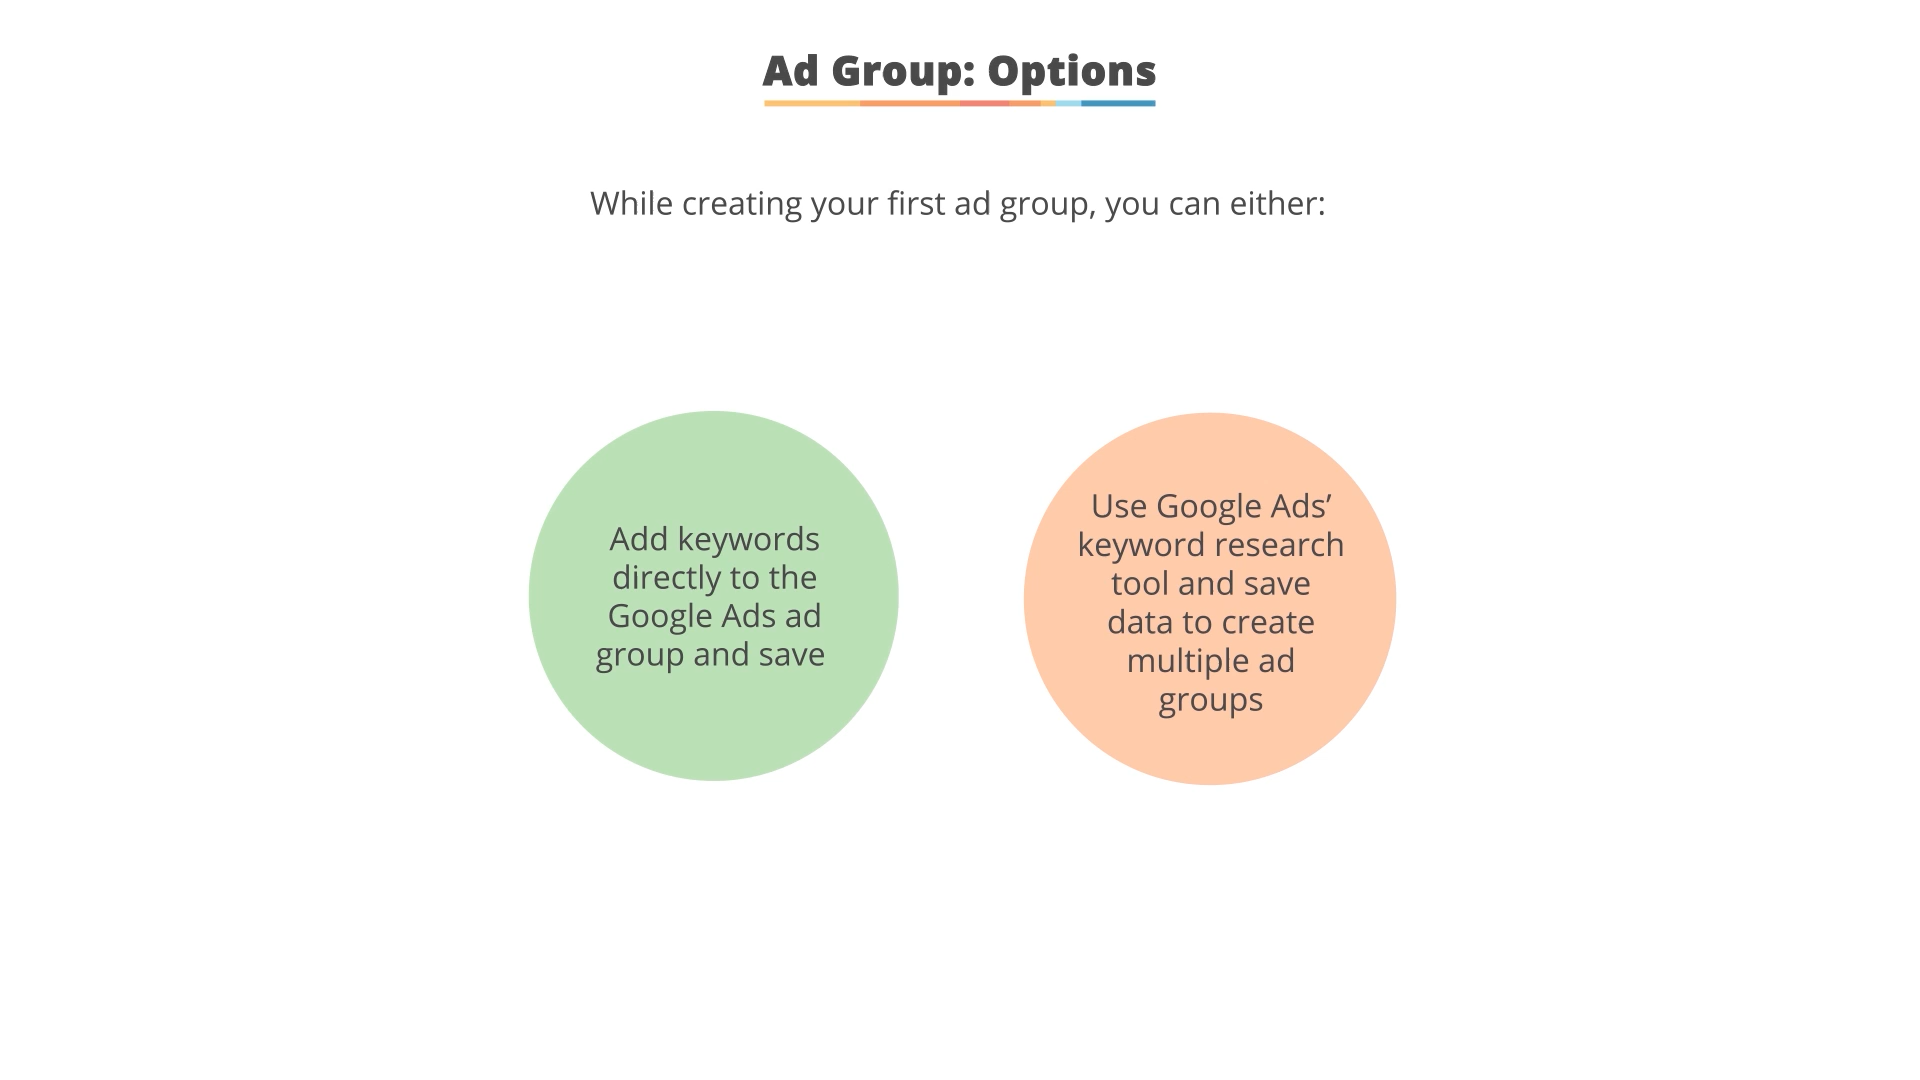 Ad Group: Options
While creating your first ad group, you can either:
Add keywords
directly to the
Google Ads ad
group and save
Use Google Ads’
keyword research
tool and save
data to create
multiple ad
groups